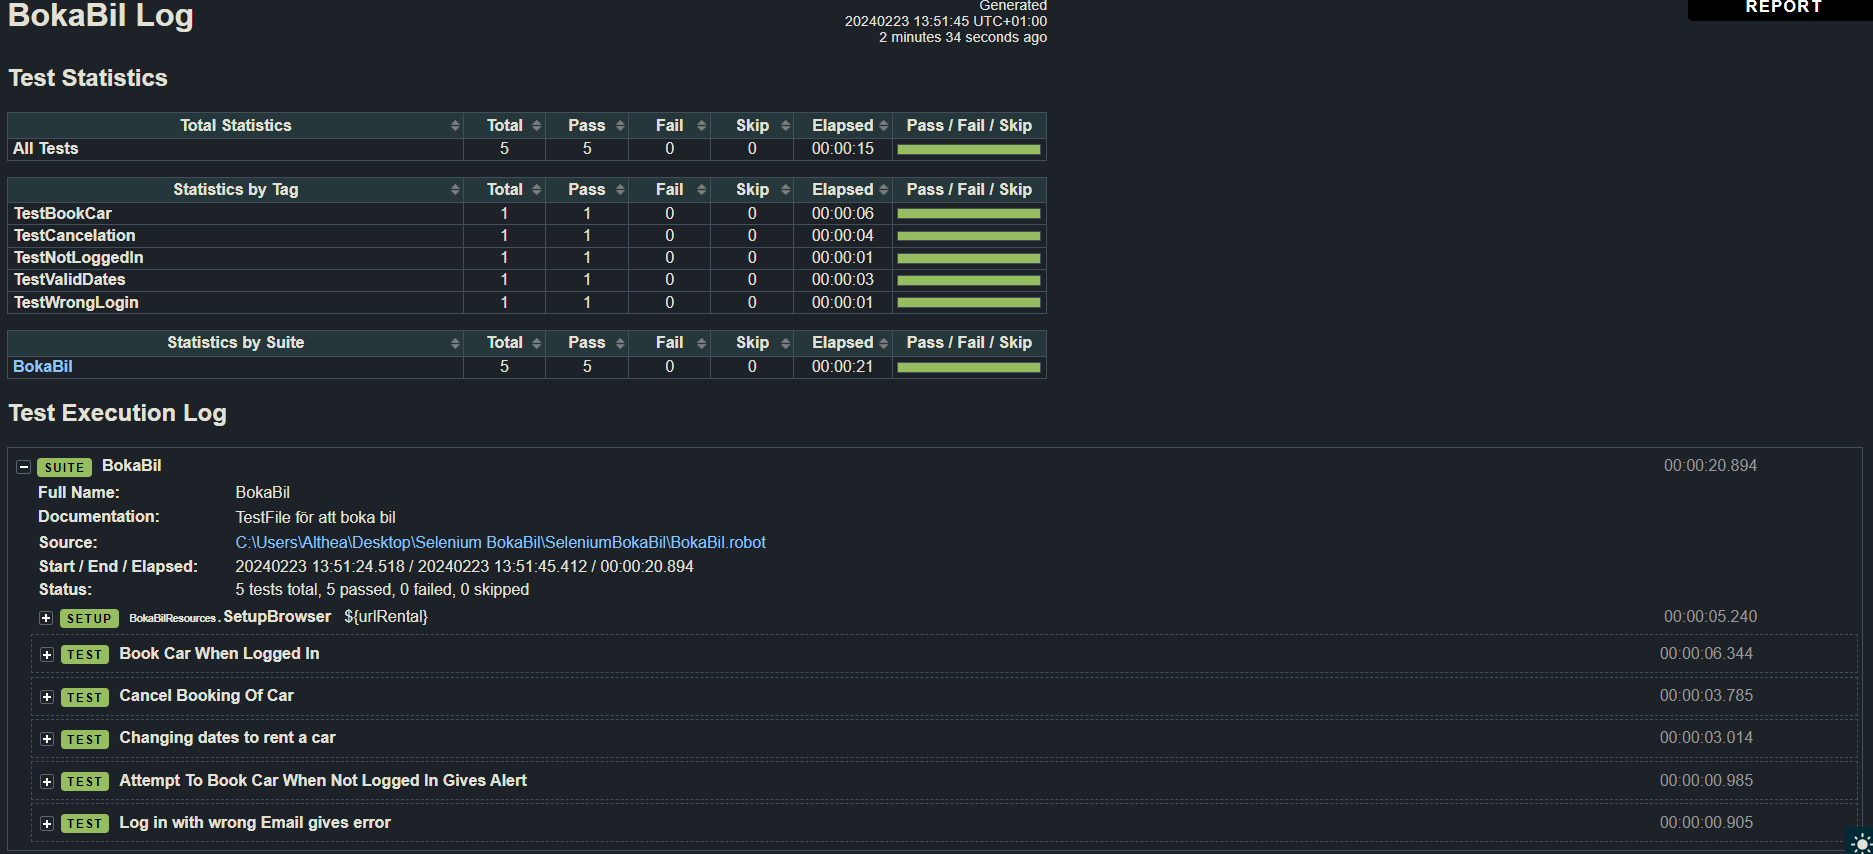 BokaBil Log
Generated
20240223 13:51:45 UTC+01:00
2 minutes 34 seconds ago
REPORT
Test Statistics
Total Statistics Total Pass Fail Skip Elapsed Pass / Fail / Skip
All Tests 5 5 0 0 00:00:15
Statistics by Tag Total Pass Fail Skip Elapsed Pass / Fail / Skip
TestBookCar 1 1 0 0 00:00:06
TestCancelation 1 1 0 0 00:00:04
TestNotLoggedIn 1 1 0 0 00:00:01
TestValidDates 1 1 0 0 00:00:03
TestWrongLogin 1 1 0 0 00:00:01
Statistics by Suite Total Pass Fail Skip Elapsed Pass / Fail / Skip
BokaBil 5 5 0 0 00:00:21
Test Execution Log
SUITE BokaBil 00:00:20.894
Full Name: BokaBil
Documentation: TestFile för att boka bil
Source: C:\Users\Althea\Desktop\Selenium BokaBil\SeleniumBokaBil\BokaBil.robot
Start / End / Elapsed: 20240223 13:51:24.518 / 20240223 13:51:45.412 / 00:00:20.894
Status: 5 tests total, 5 passed, 0 failed, 0 skipped
SETUP BokaBilResources.SetupBrowser ${urlRental} 00:00:05.240
TEST Book Car When Logged In 00:00:06.344
TEST Cancel Booking Of Car 00:00:03.785
TEST Changing dates to rent a car 00:00:03.014
TEST Attempt To Book Car When Not Logged In Gives Alert 00:00:00.985
TEST Log in with wrong Email gives error 00:00:00.905